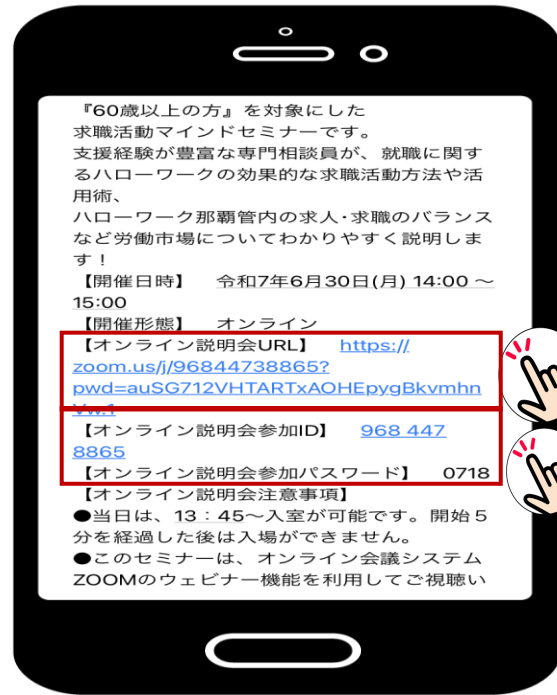 『60歳以上の方』を対象にした
求職活動マインドセミナーです。
支援経験が豊富な専門相談員が、就職に関す
るハローワークの効果的な求職活動方法や活
用術、
ハローワーク那覇管内の求人･求職のバランス
など労働市場についてわかりやすく説明しま
す！
【開催日時】　令和7年6月30日(月) 14:00 ～
15:00
【開催形態】　オンライン
【オンライン説明会URL】　https://
zoom.us/j/96844738865?
pwd=auSG712VHTARTxAOHEpygBkvmhn
Vw.1
【オンライン説明会参加ID】　968 447
8865
【オンライン説明会参加パスワード】　0718
【オンライン説明会注意事項】
●当日は、13：45～入室が可能です。開始５
分を経過した後は入場ができません。
●このセミナーは、オンライン会議システム
ZOOMのウェビナー機能を利用してご視聴い